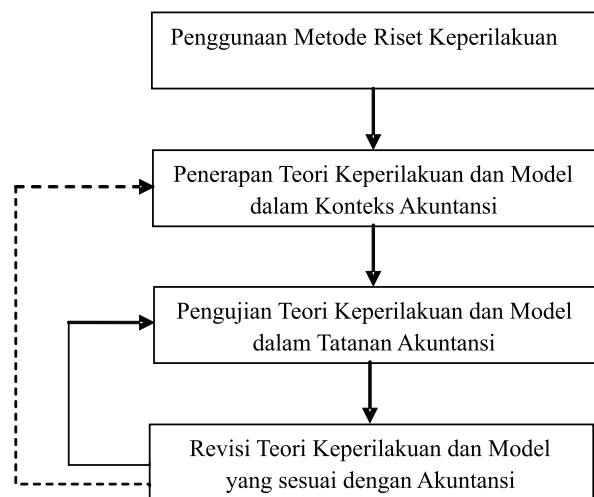 Penggunaan Metode Riset Keperilakuan
Penerapan Teori Keperilakuan dan Model
dalam Konteks Akuntansi
Pengujian Teori Keperilakuan dan Model
dalam Tatanan Akuntansi
Revisi Teori Keperilakuan dan Model
yang sesuai dengan Akuntansi